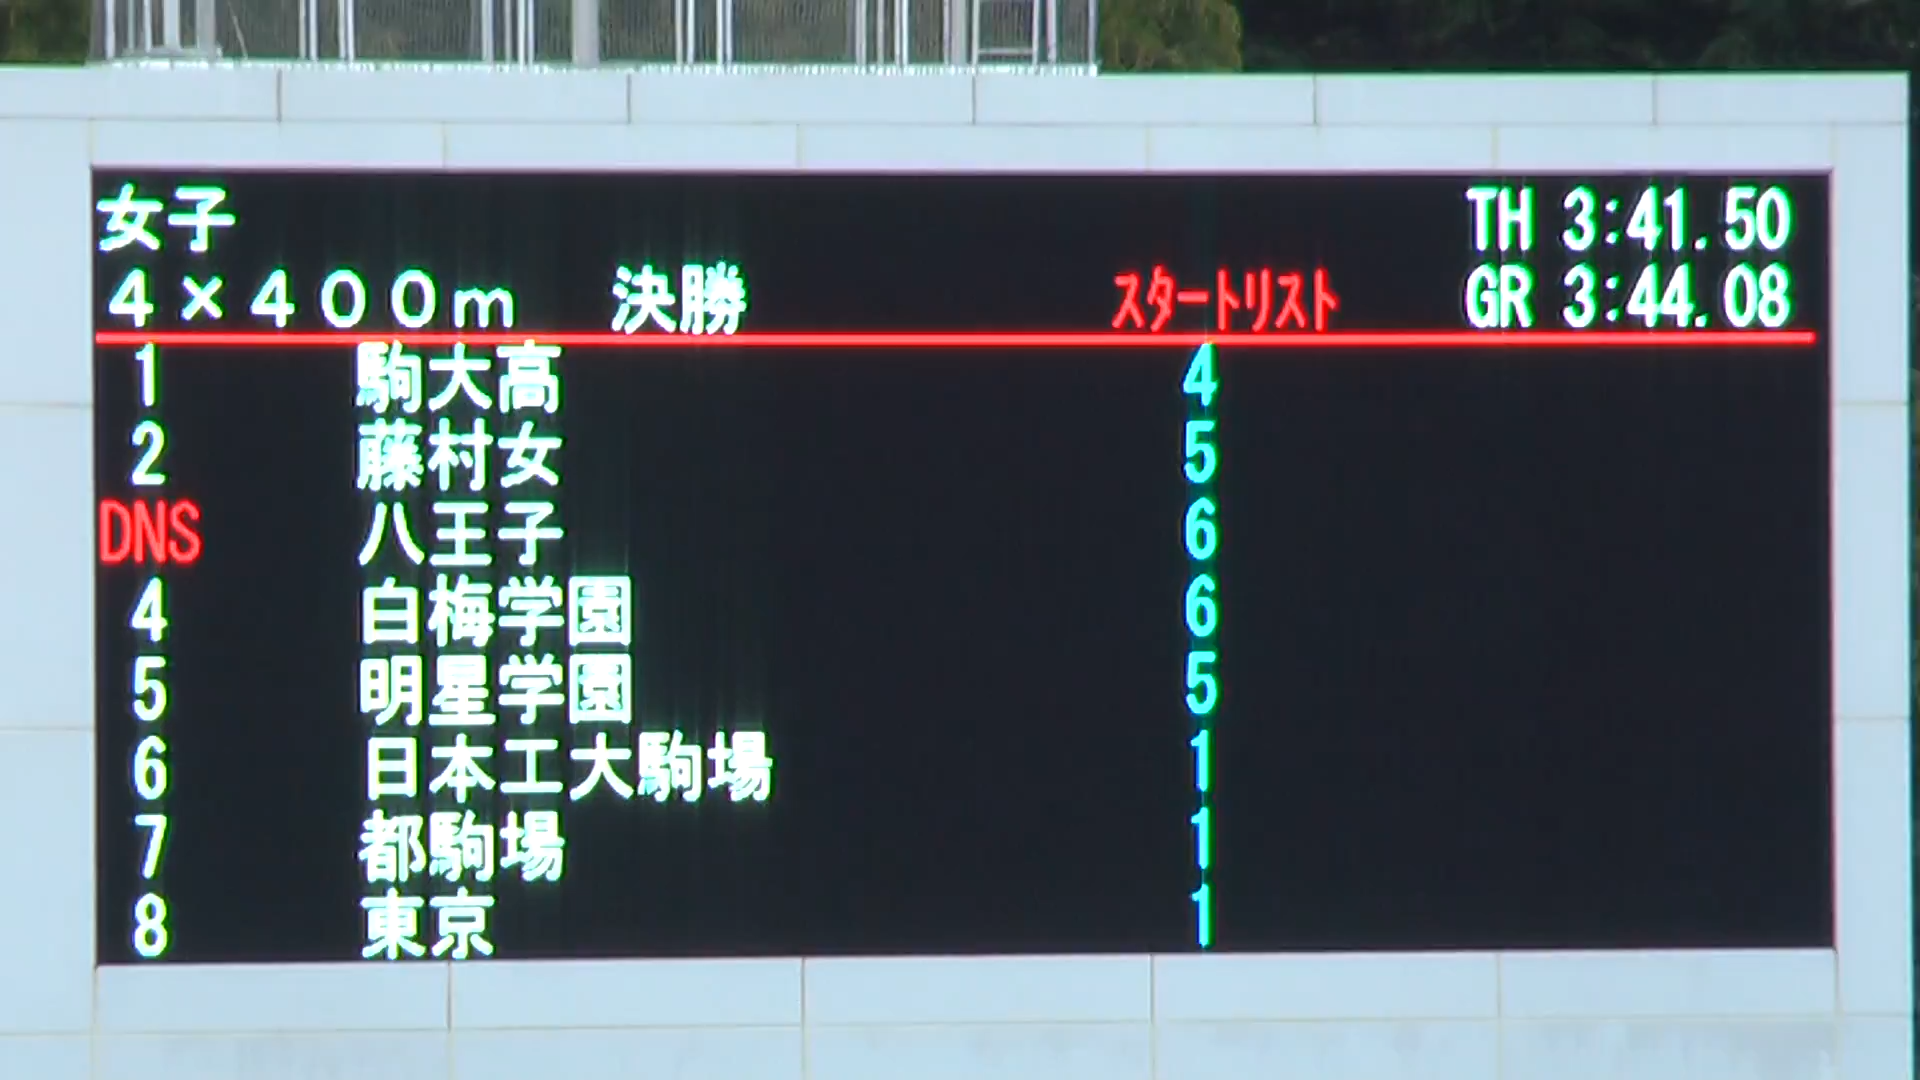 女子 TH 3:41.50
4×400m 決勝 スタートリスト GR 3:44.08
1 駒大高 4
2 藤村女 5
DNS 八王子 6
4 白梅学園 6
5 明星学園 5
6 日本工大駒場 1
7 都駒場 1
8 東京 1